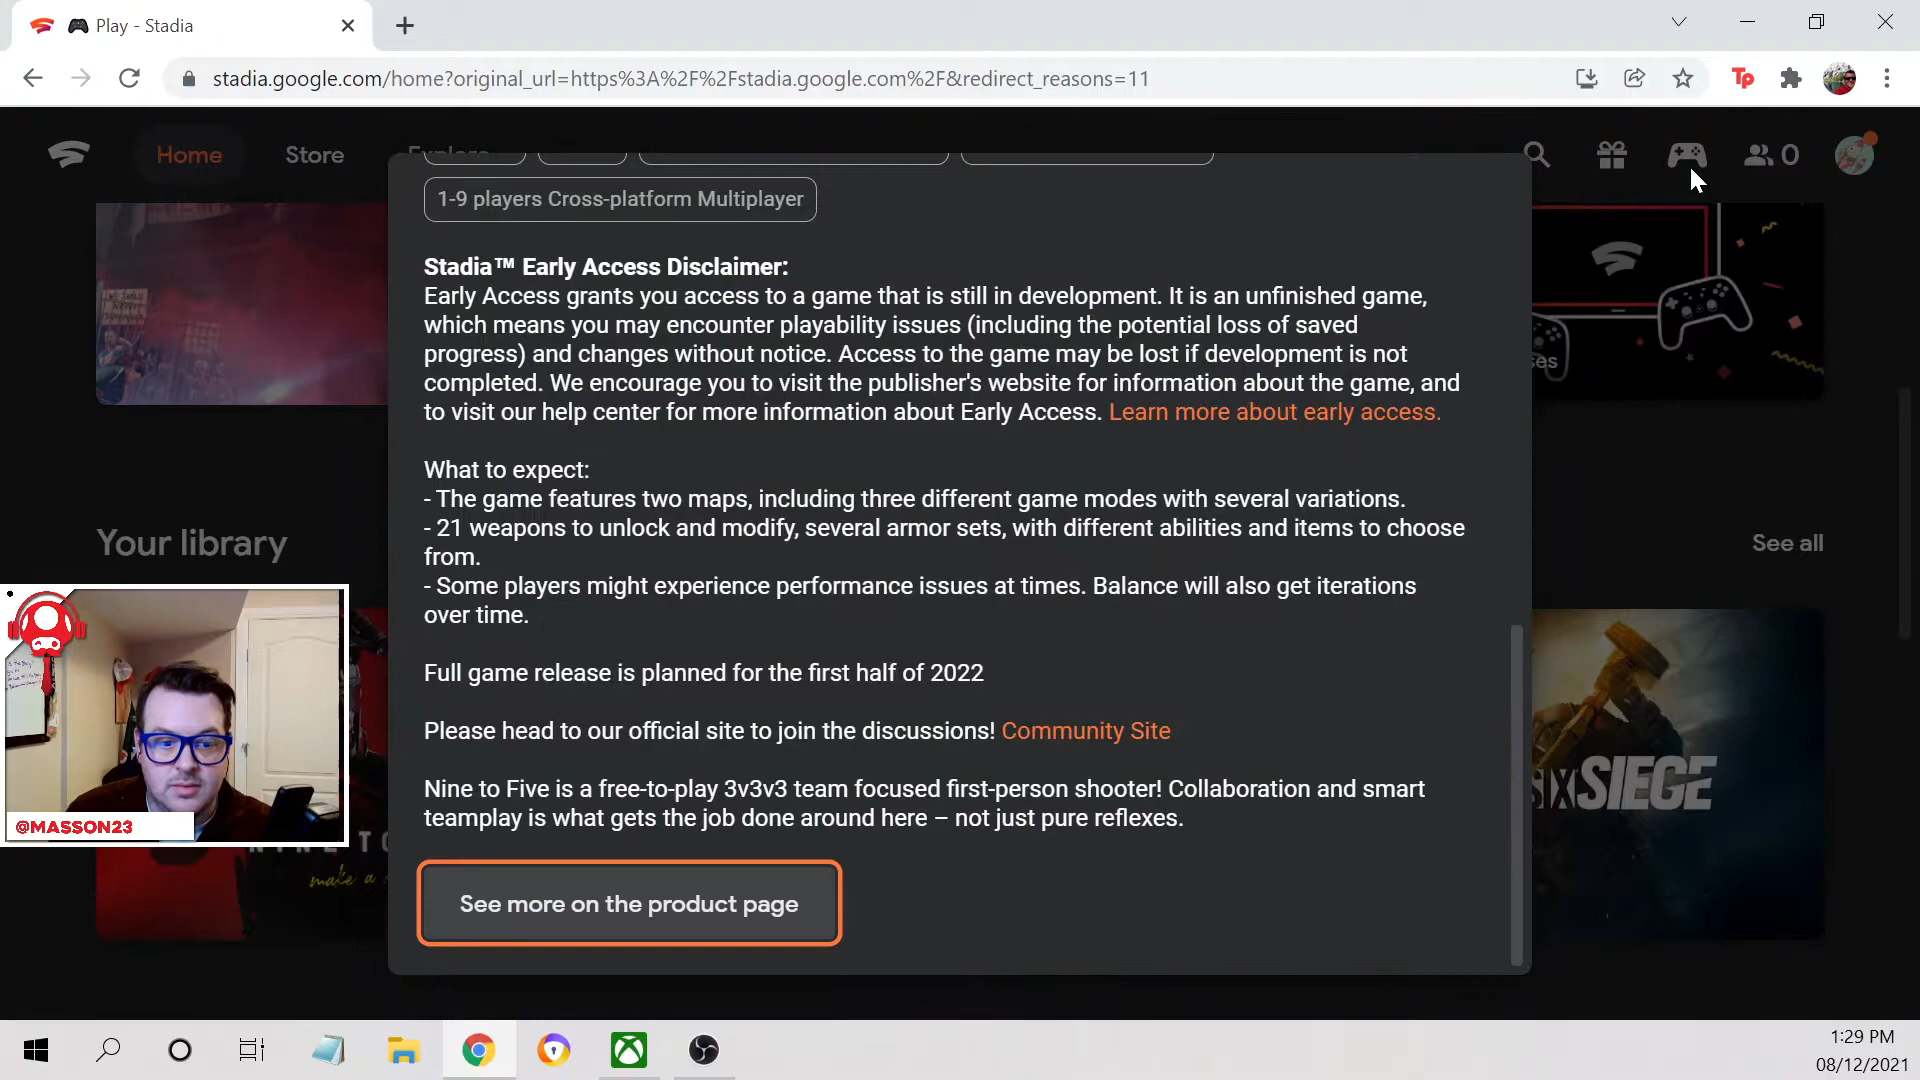 Play - Stadia
stadia.google.com/home?original_url=https%3A%2F%2Fstadia.google.com%2F&redirect_reasons=11
Tp
Home
Store
Explore
0
1-9 players Cross-platform Multiplayer
Stadia™ Early Access Disclaimer:
Early Access grants you access to a game that is still in development. It is an unfinished game,
which means you may encounter playability issues (including the potential loss of saved
progress) and changes without notice. Access to the game may be lost if development is not
completed. We encourage you to visit the publisher's website for information about the game, and
to visit our help center for more information about Early Access. Learn more about early access.
What to expect:
- The game features two maps, including three different game modes with several variations.
- 21 weapons to unlock and modify, several armor sets, with different abilities and items to choose
from.
- Some players might experience performance issues at times. Balance will also get iterations
over time.
Full game release is planned for the first half of 2022
Please head to our official site to join the discussions! Community Site
Nine to Five is a free-to-play 3v3v3 team focused first-person shooter! Collaboration and smart
teamplay is what gets the job done around here – not just pure reflexes.
See more on the product page
Your library
See all
SIEGE
@MASSON23
make a
1:29 PM
08/12/2021